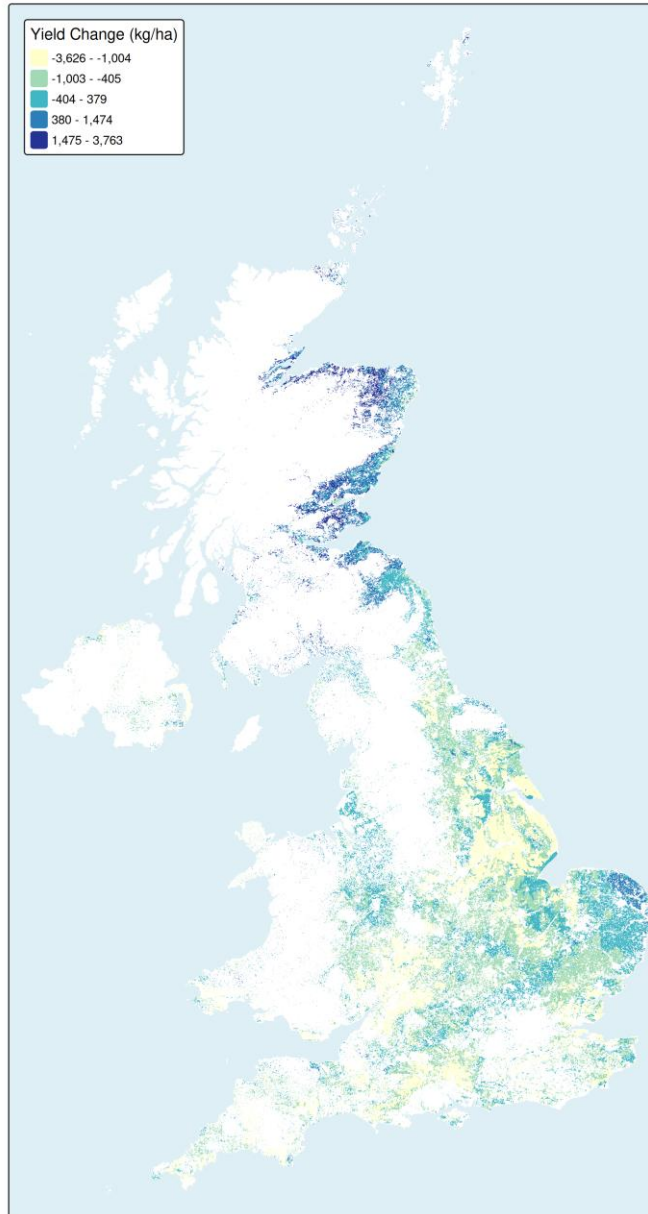 Yield Change (kg/ha)
-3,626 - -1,004
-1,003 - -405
-404 - 379
380 - 1,474
1,475 - 3,763